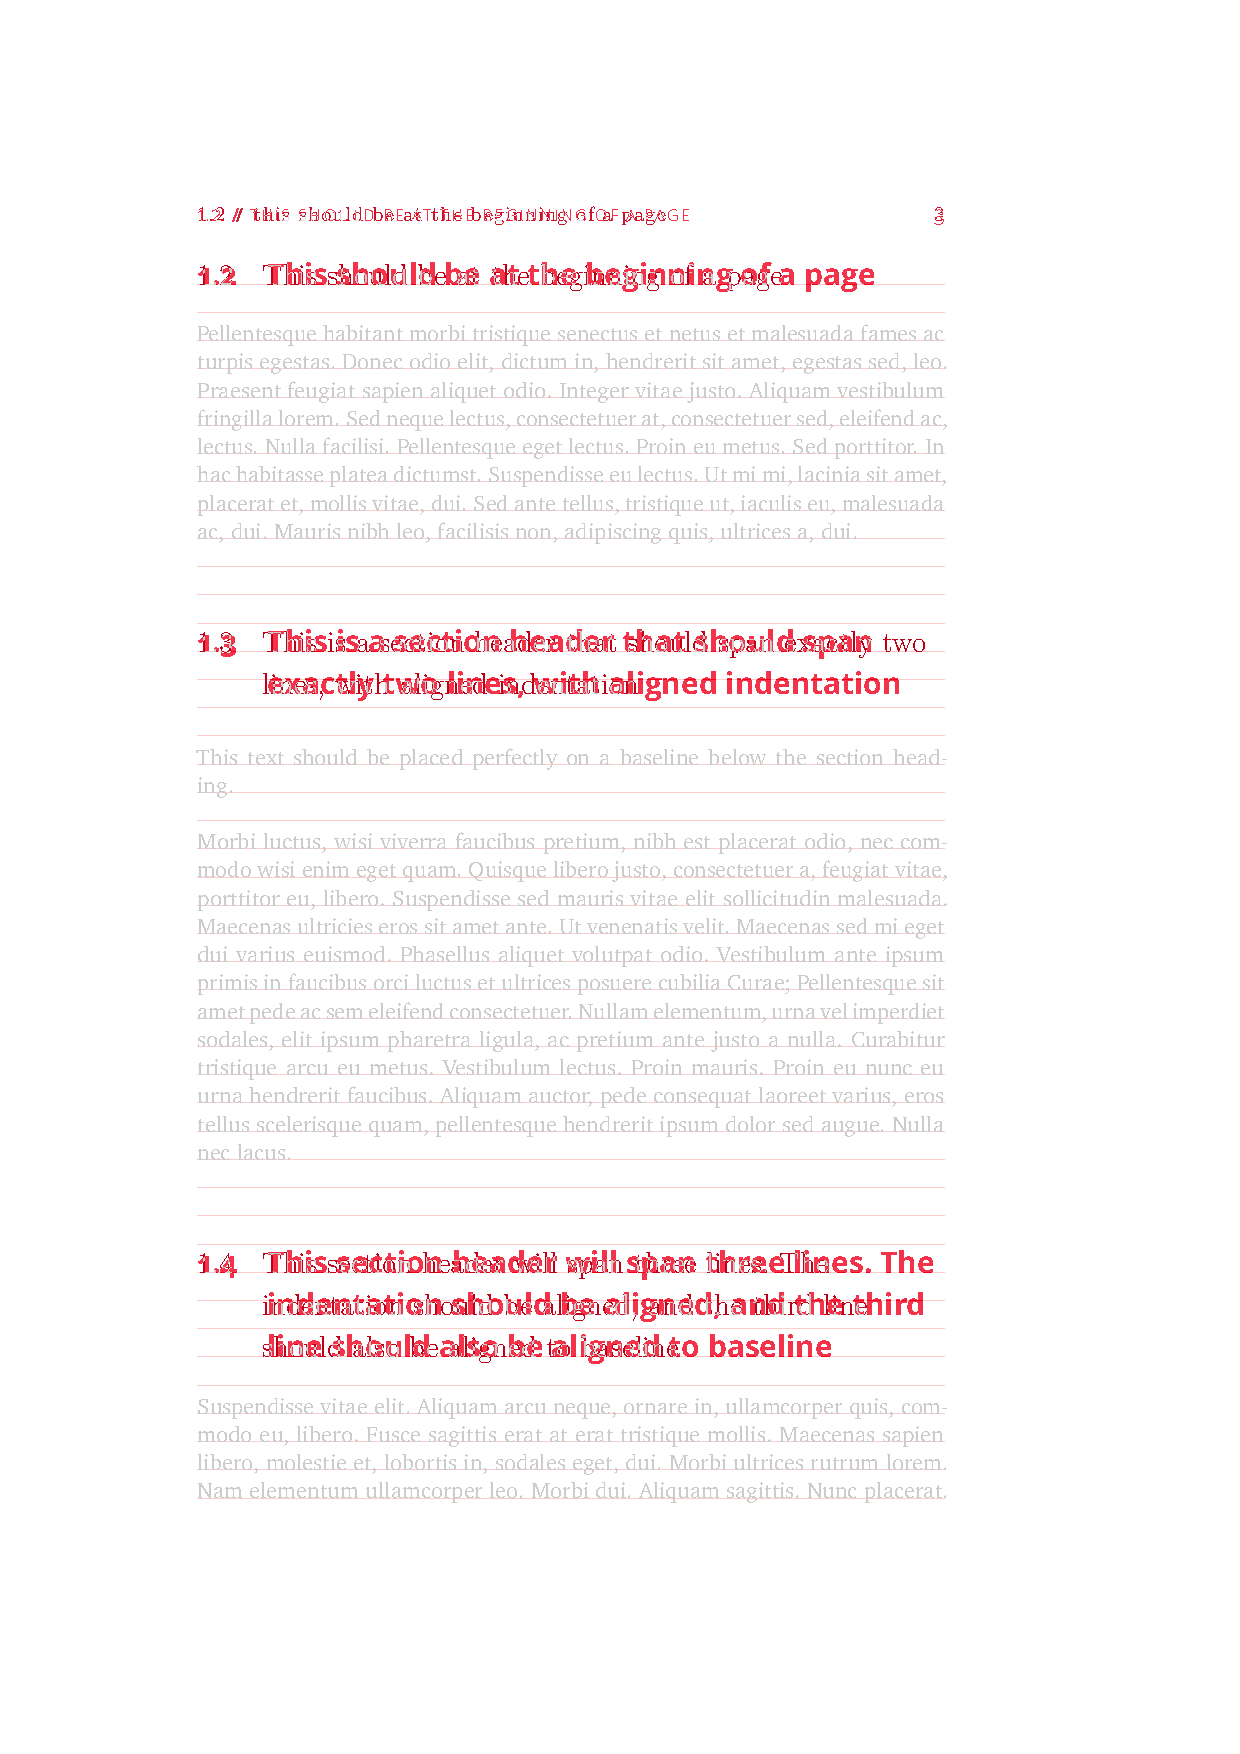 1.2 // THIS SHOULD BE AT THE BEGINNING OF A PAGE 3
1.2 This should be at the beginning of a page
Pellentesque habitant morbi tristique senectus et netus et malesuada fames ac
turpis egestas. Donec odio elit, dictum in, hendrerit sit amet, egestas sed, leo.
Praesent feugiat sapien aliquet odio. Integer vitae justo. Aliquam vestibulum
fringilla lorem. Sed neque lectus, consectetuer at, consectetuer sed, eleifend ac,
lectus. Nulla facilisi. Pellentesque eget lectus. Proin eu metus. Sed porttitor. In
hac habitasse platea dictumst. Suspendisse eu lectus. Ut mi mi, lacinia sit amet,
placerat et, mollis vitae, dui. Sed ante tellus, tristique ut, iaculis eu, malesuada
ac, dui. Mauris nibh leo, facilisis non, adipiscing quis, ultrices a, dui.
1.3 This is a section header that should span
exactly two lines, with aligned indentation
This text should be placed perfectly on a baseline below the section head-
ing.
Morbi luctus, wisi viverra faucibus pretium, nibh est placerat odio, nec com-
modo wisi enim eget quam. Quisque libero justo, consectetuer a, feugiat vitae,
porttitor eu, libero. Suspendisse sed mauris vitae elit sollicitudin malesuada.
Maecenas ultricies eros sit amet ante. Ut venenatis velit. Maecenas sed mi eget
dui varius euismod. Phasellus aliquet volutpat odio. Vestibulum ante ipsum
primis in faucibus orci luctus et ultrices posuere cubilia Curae; Pellentesque sit
amet pede ac sem eleifend consectetuer. Nullam elementum, urna vel imperdiet
sodales, elit ipsum pharetra ligula, ac pretium ante justo a nulla. Curabitur
tristique arcu eu metus. Vestibulum lectus. Proin mauris. Proin eu nunc eu
urna hendrerit faucibus. Aliquam auctor, pede consequat laoreet varius, eros
tellus scelerisque quam, pellentesque hendrerit ipsum dolor sed augue. Nulla
nec lacus.
1.4 This section header will span three lines. The
indentation should be aligned, and the third
line should also be aligned to baseline
Suspendisse vitae elit. Aliquam arcu neque, ornare in, ullamcorper quis, com-
modo eu, libero. Fusce sagittis erat at erat tristique mollis. Maecenas sapien
libero, molestie et, lobortis in, sodales eget, dui. Morbi ultrices rutrum lorem.
Nam elementum ullamcorper leo. Morbi dui. Aliquam sagittis. Nunc placerat.